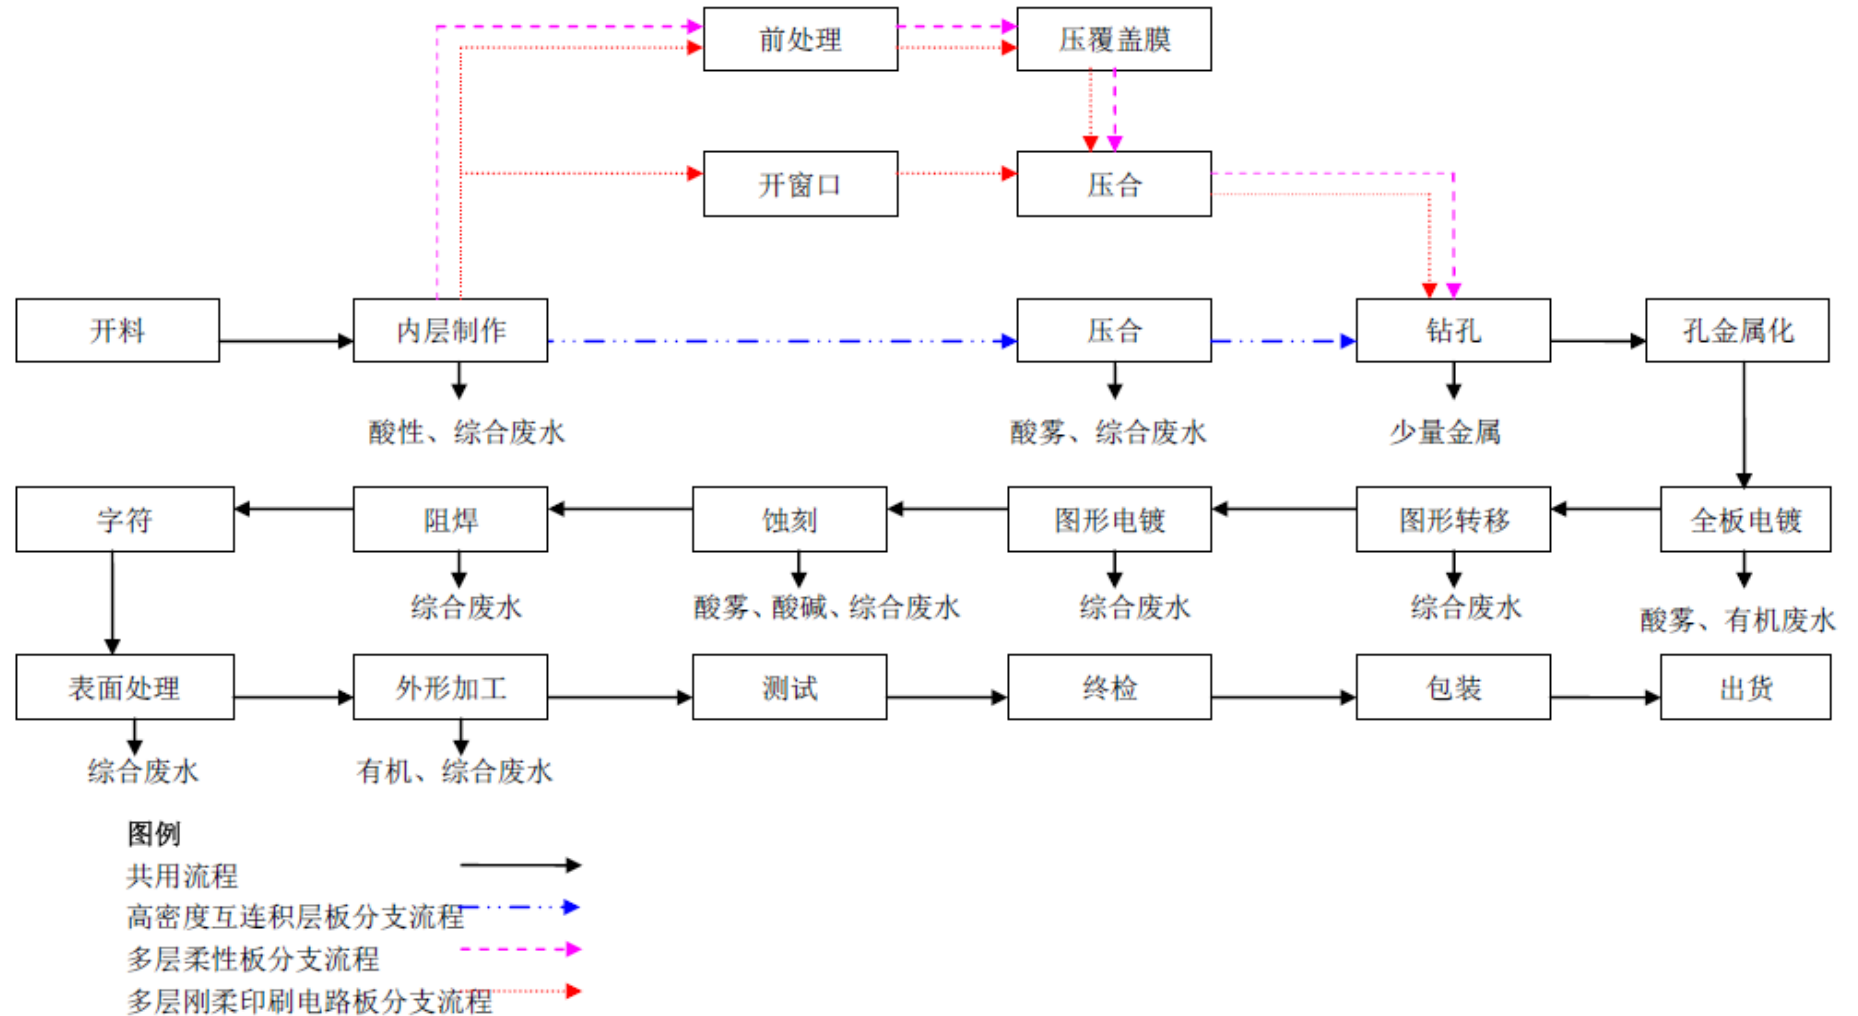 前处理
压覆盖膜
开窗口
压合
开料
内层制作
压合
钻孔
孔金属化
酸性、综合废水
酸雾、综合废水
少量金属
字符
阻焊
蚀刻
图形电镀
图形转移
全板电镀
综合废水
酸雾、酸碱、综合废水
综合废水
综合废水
酸雾、有机废水
表面处理
外形加工
测试
终检
包装
出货
综合废水
有机、综合废水
图例
共用流程
高密度互连积层板分支流程
多层柔性板分支流程
多层刚柔印刷电路板分支流程